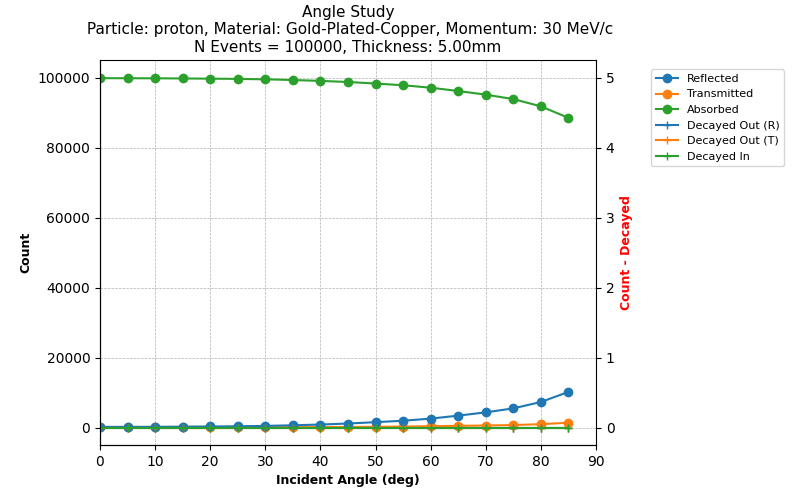 Angle Study
Particle: proton, Material: Gold-Plated-Copper, Momentum: 30 MeV/c
N Events = 100000, Thickness: 5.00mm
100000
80000
60000
40000
20000
0
Count
0 10 20 30 40 50 60 70 80 90
Incident Angle (deg)
5
4
3
2
1
0
Count - Decayed
Reflected
Transmitted
Absorbed
Decayed Out (R)
Decayed Out (T)
Decayed In